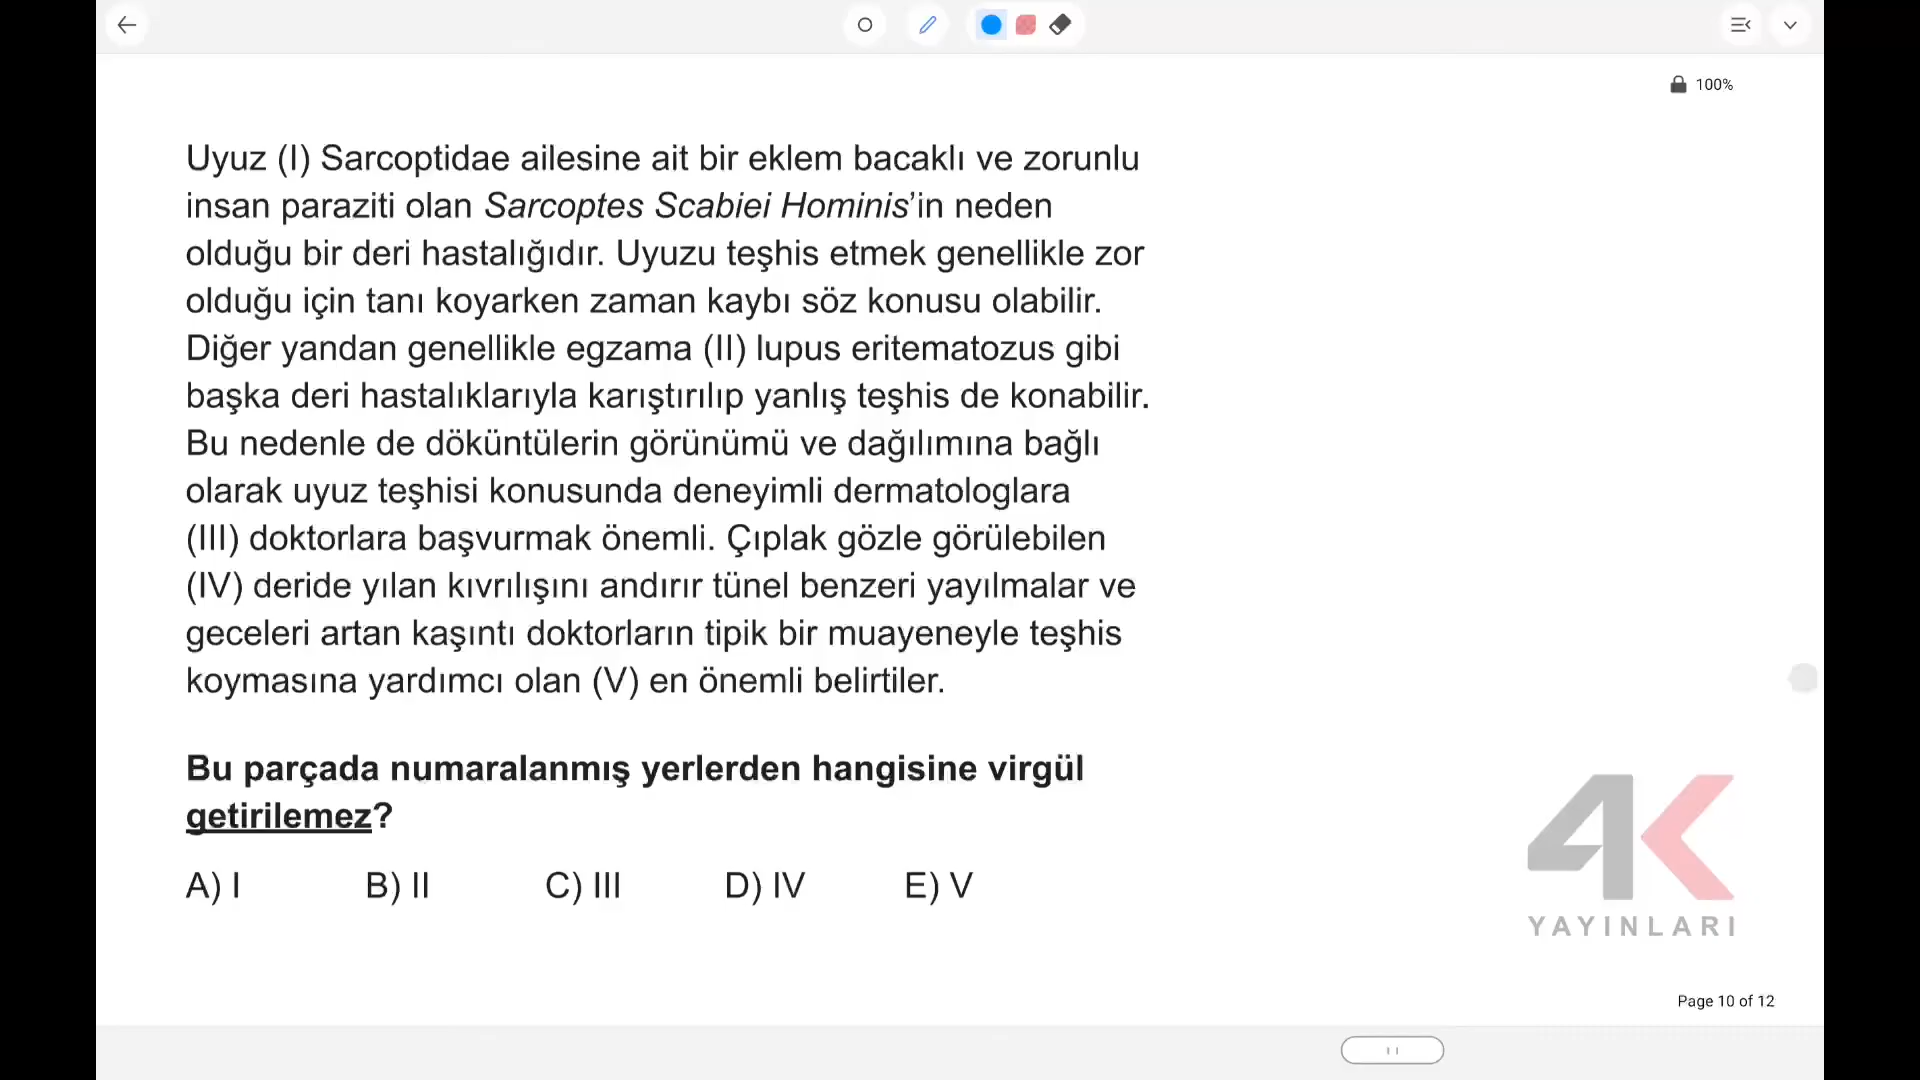 100%
Uyuz (I) Sarcoptidae ailesine ait bir eklem bacaklı ve zorunlu
insan paraziti olan Sarcoptes Scabiei Hominis'in neden
olduğu bir deri hastalığıdır. Uyuzu teşhis etmek genellikle zor
olduğu için tanı koyarken zaman kaybı söz konusu olabilir.
Diğer yandan genellikle egzama (II) lupus eritematozus gibi
başka deri hastalıklarıyla karıştırılıp yanlış teşhis de konabilir.
Bu nedenle de döküntülerin görünümü ve dağılımına bağlı
olarak uyuz teşhisi konusunda deneyimli dermatologlara
(III) doktorlara başvurmak önemli. Çıplak gözle görülebilen
(IV) deride yılan kıvrılışını andırır tünel benzeri yayılmalar ve
geceleri artan kaşıntı doktorların tipik bir muayeneyle teşhis
koymasına yardımcı olan (V) en önemli belirtiler.
Bu parçada numaralanmış yerlerden hangisine virgül
getirilemez?
A) I B) II C) III D) IV E) V
4K
YAYINLARI
Page 10 of 12